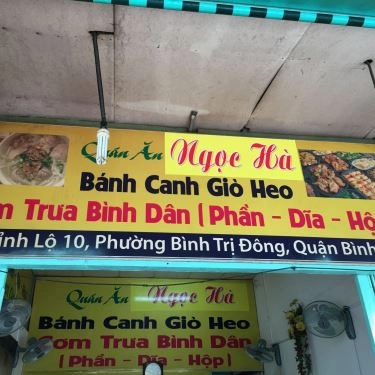 Quán Ăn Ngọc Hà
Bánh Canh Giò Heo
m Trưa Bình Dân ( Phần - Dĩa - Hộ
ỉnh Lộ 10, Phường Bình Trị Đông, Quận Bình
Quán Ăn Ngọc Hà
Bánh Canh Giò Heo
Cơm Trưa Bình Dân
( Phần - Dĩa - Hộp )